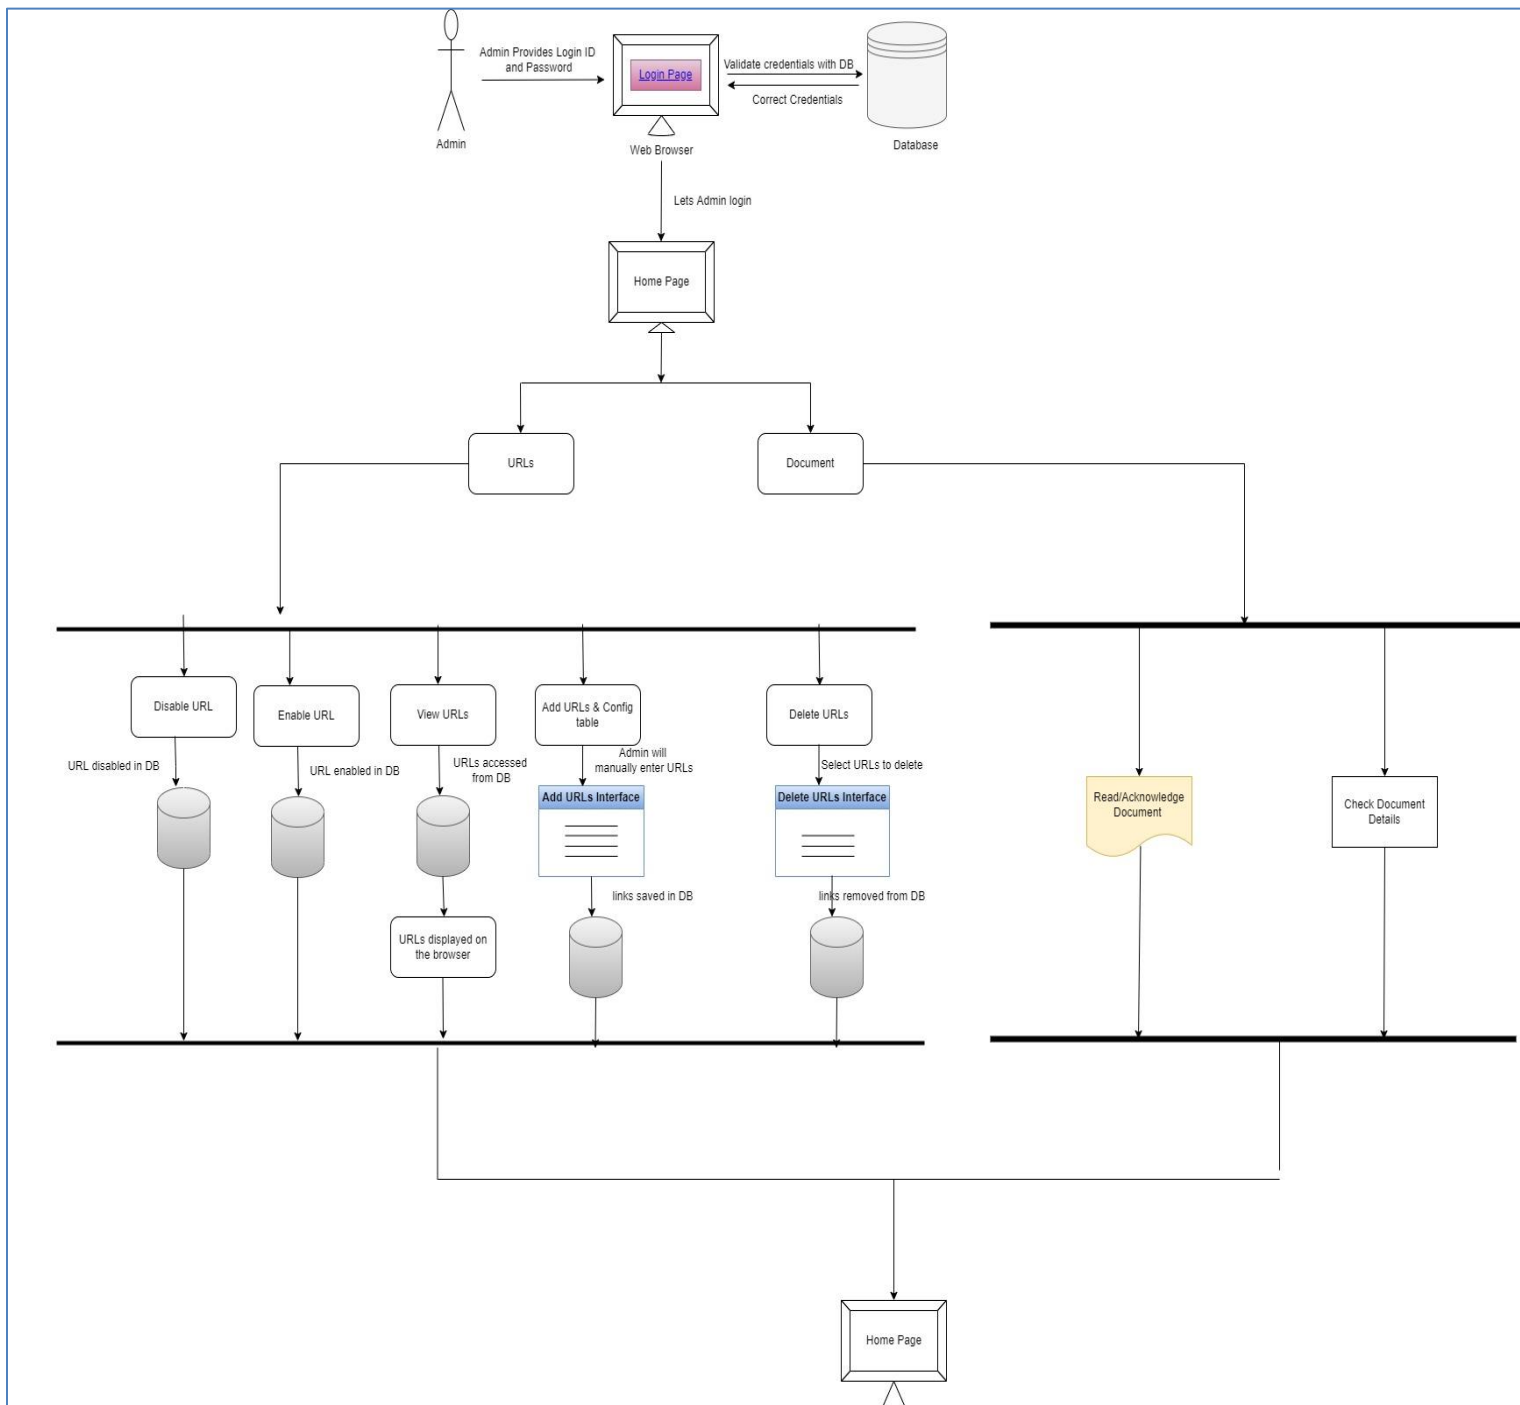 Admin Provides Login ID
and Password
Login Page
Validate credentials with DB
Correct Credentials
Admin
Web Browser
Database
Lets Admin login
Home Page
URLs
Document
Disable URL
Enable URL
View URLs
Add URLs & Config
table
Delete URLs
URL disabled in DB
URL enabled in DB
URLs accessed
from DB
Admin will
manually enter URLs
Select URLs to delete
Add URLs Interface
Delete URLs Interface
Read/Acknowledge
Document
Check Document
Details
links saved in DB
links removed from DB
URLs displayed on
the browser
Home Page